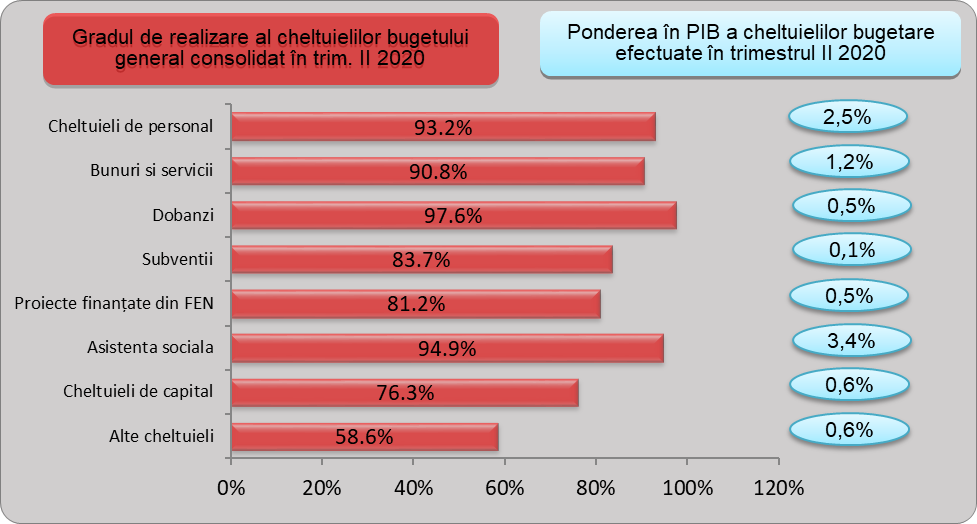 Gradul de realizare al cheltuielilor bugetului
general consolidat în trim. II 2020
Ponderea în PIB a cheltuielilor bugetare
efectuate în trimestrul II 2020
Cheltuieli de personal 93.2% 2,5%
Bunuri si servicii 90.8% 1,2%
Dobanzi 97.6% 0,5%
Subventii 83.7% 0,1%
Proiecte finanțate din FEN 81.2% 0,5%
Asistenta sociala 94.9% 3,4%
Cheltuieli de capital 76.3% 0,6%
Alte cheltuieli 58.6% 0,6%
0% 20% 40% 60% 80% 100% 120%